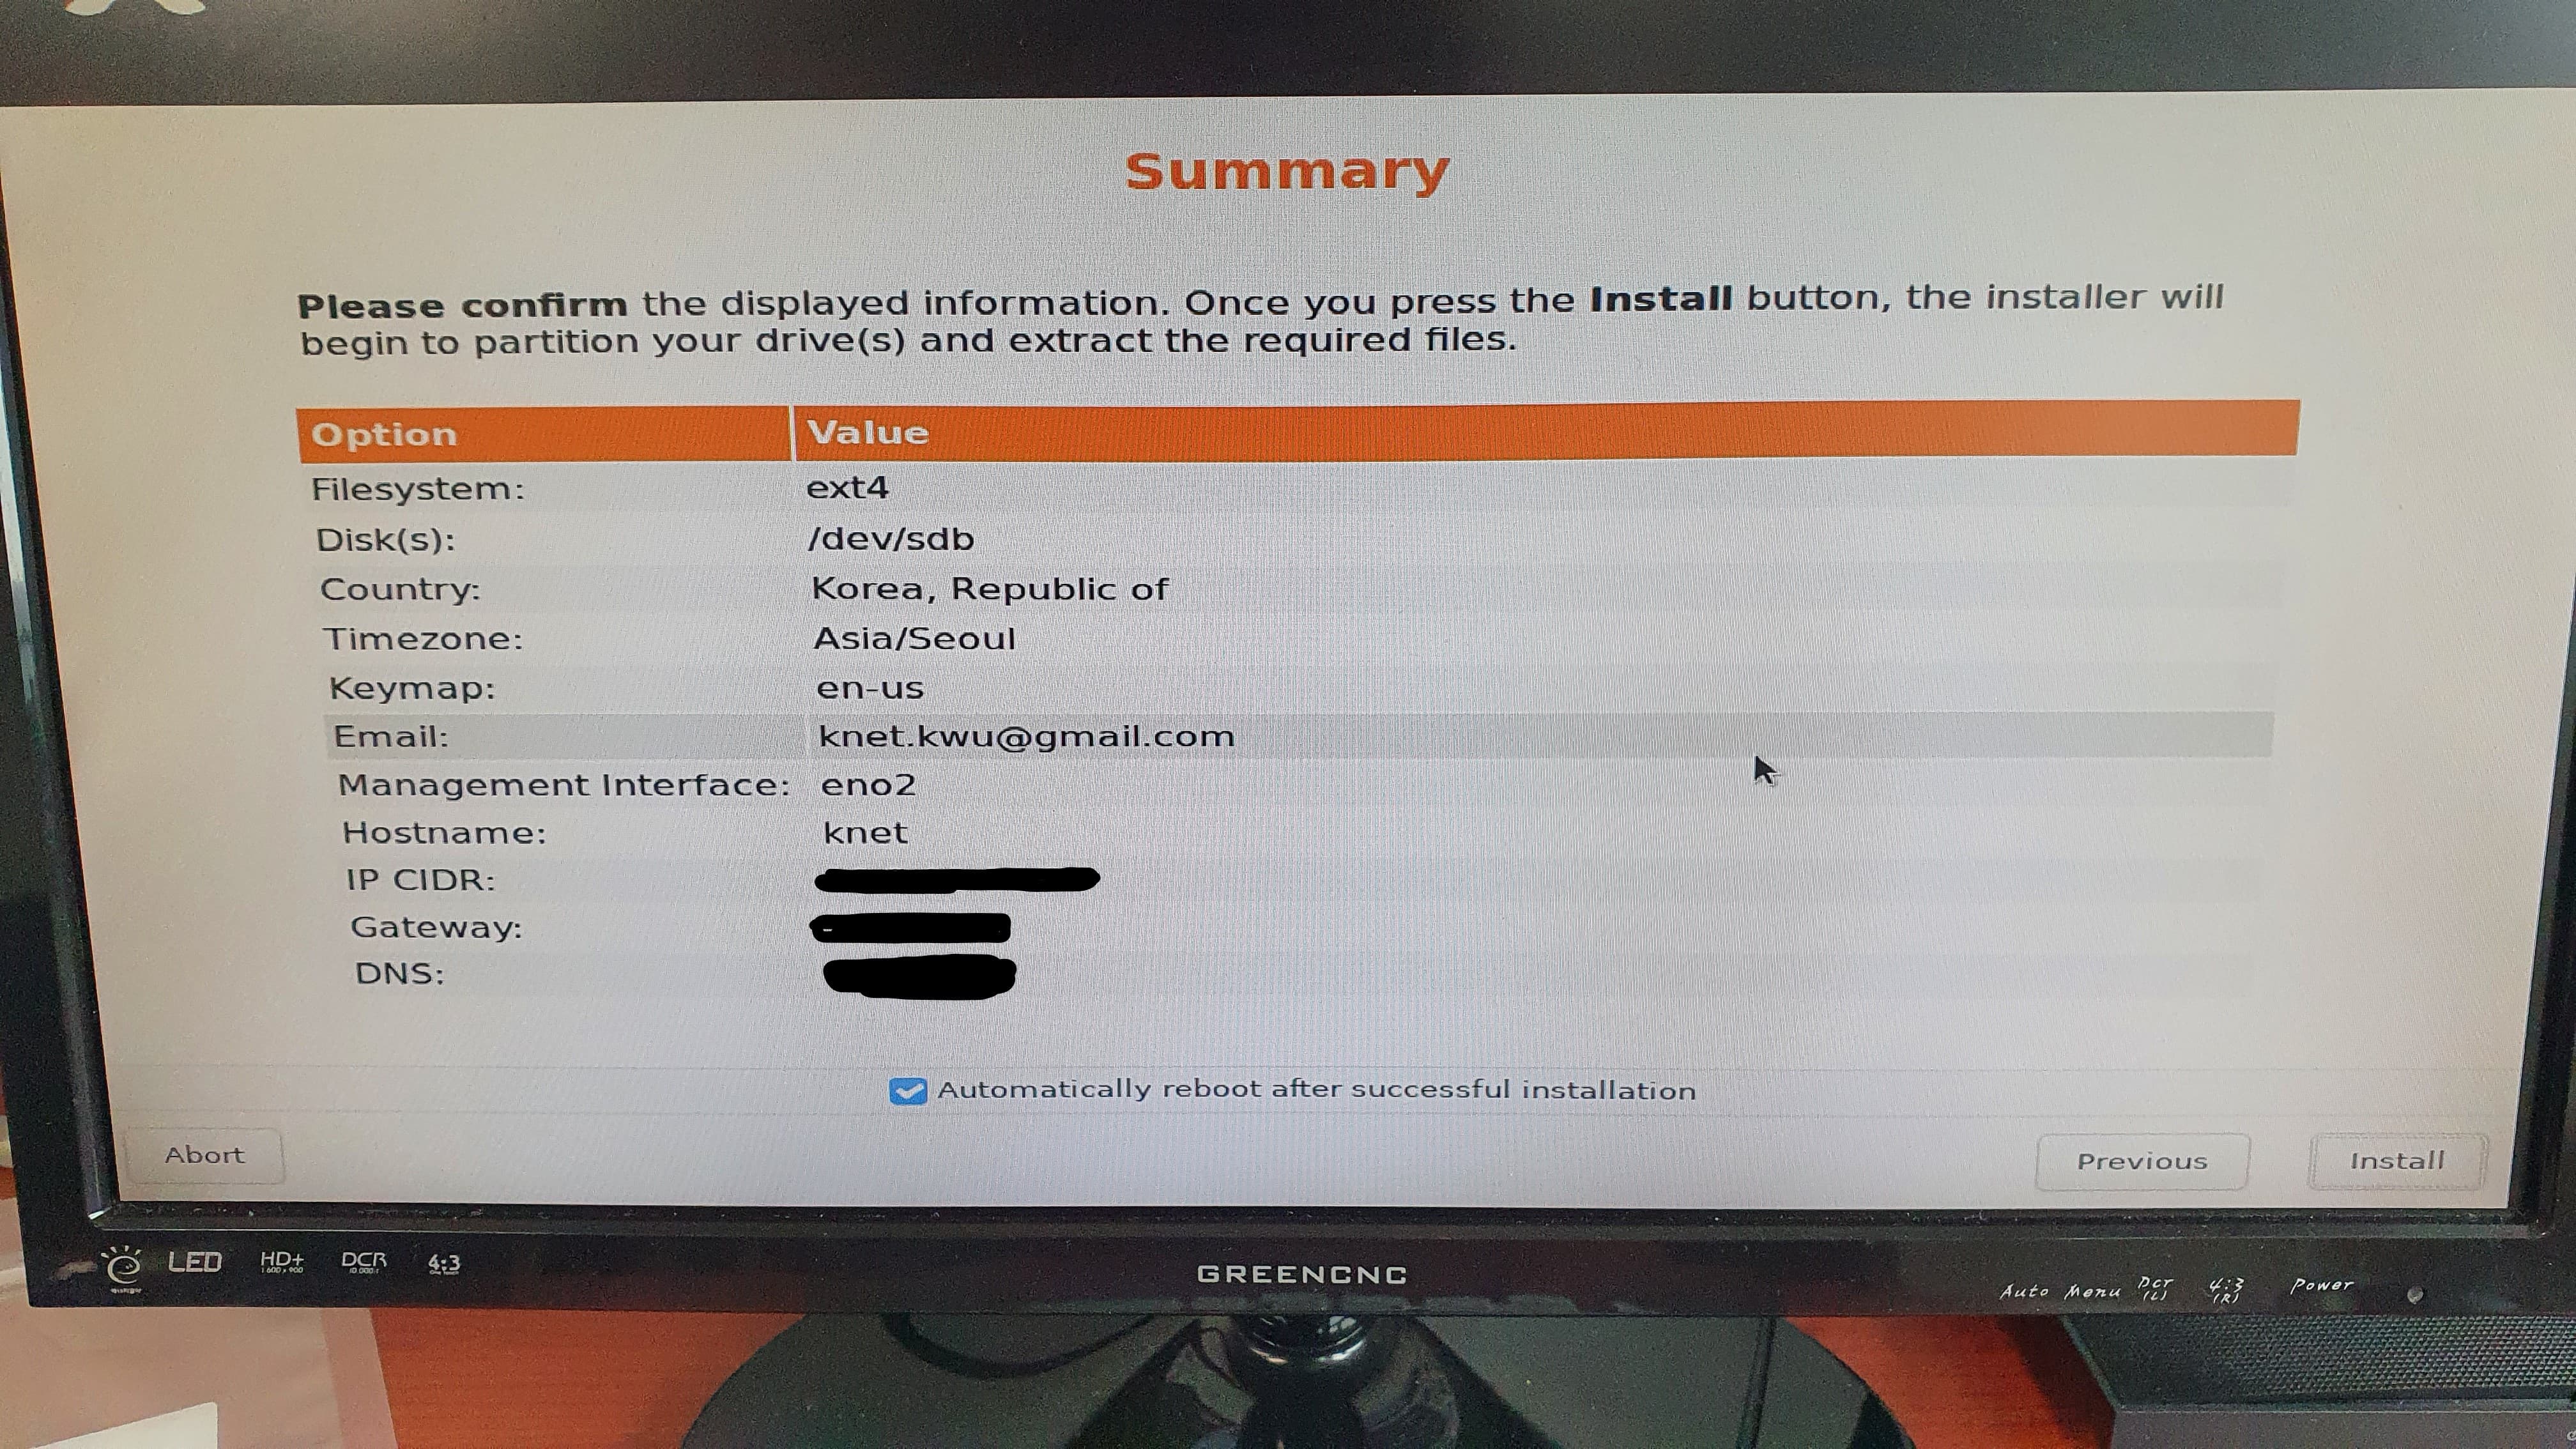 Summary
Please confirm the displayed information. Once you press the Install button, the installer will
begin to partition your drive(s) and extract the required files.
Option Value
Filesystem: ext4
Disk(s): /dev/sdb
Country: Korea, Republic of
Timezone: Asia/Seoul
Keymap: en-us
Email: knet.kwu@gmail.com
Management Interface: eno2
Hostname: knet
IP CIDR:
Gateway:
DNS:
Automatically reboot after successful installation
Abort Previous Install
LED HD+ DCR 4:3 GREENCNC Auto Menu DCT 4:3 Power
1600x900 (L) (R)